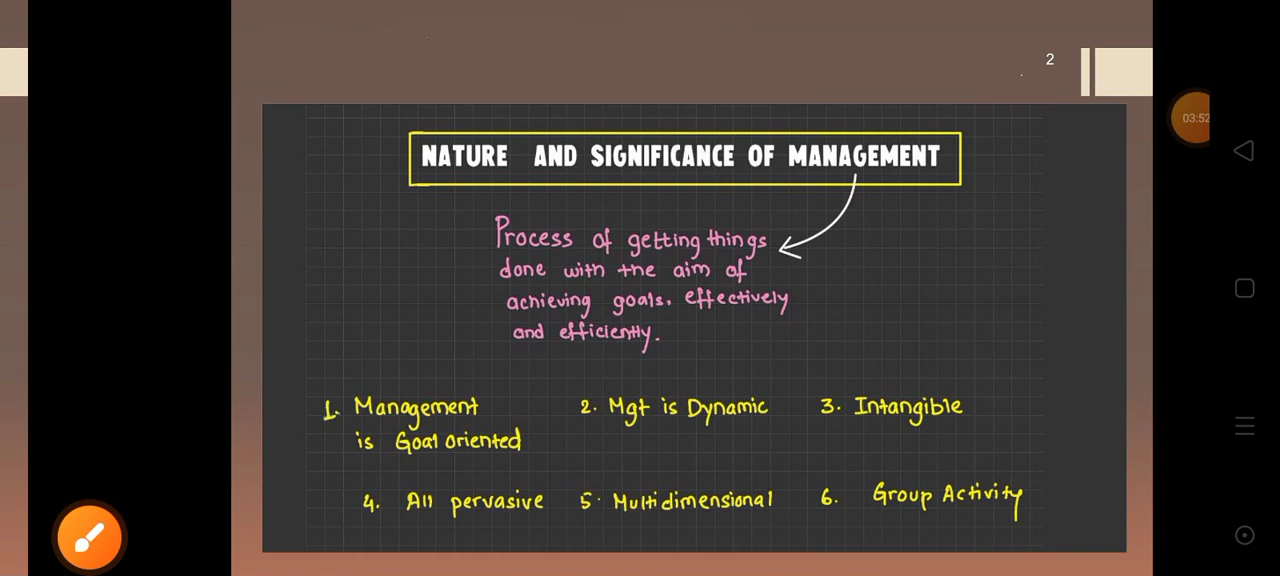 2
03:52
NATURE AND SIGNIFICANCE OF MANAGEMENT
Process of getting things
done with the aim of
achieving goals, effectively
and efficiently.
1. Management
is Goal oriented
2. Mgt is Dynamic
3. Intangible
4. All pervasive
5. Multidimensional
6. Group Activity